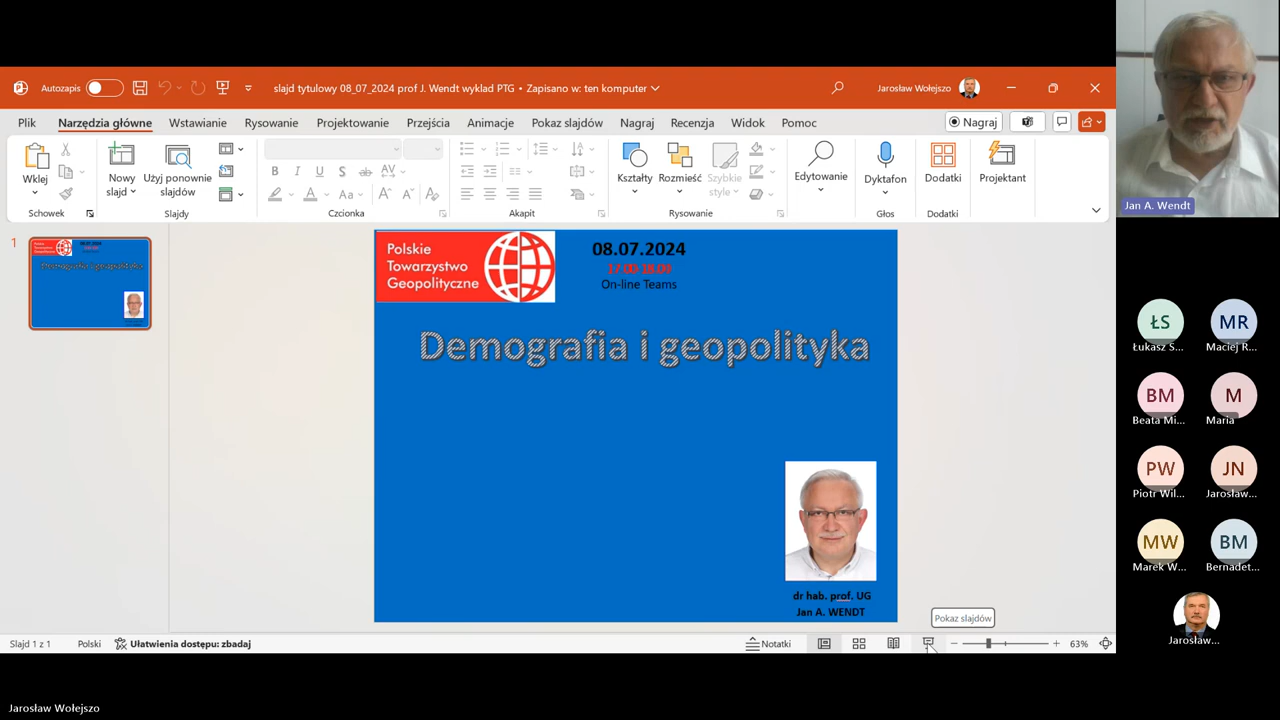 Autozapis
slajd tytulowy 08_07_2024 prof J. Wendt wyklad PTG • Zapisano w: ten komputer
Jarosław Wołejszo
Plik
Narzędzia główne
Wstawianie
Rysowanie
Projektowanie
Przejścia
Animacje
Pokaz slajdów
Nagraj
Recenzja
Widok
Pomoc
Nagraj
Wklej
Nowy
slajd
Użyj ponownie
slajdów
Kształty
Rozmieść
Szybkie
style
Edytowanie
Dyktafon
Dodatki
Projektant
Schowek
Slajdy
Czcionka
Akapit
Rysowanie
Głos
Dodatki
1
Polskie
Towarzystwo
Geopolityczne
08.07.2024
17.00-18.00
On-line Teams
Demografia i geopolityka
dr hab. prof. UG
Jan A. WENDT
Pokaz slajdów
Slajd 1 z 1
Polski
Ułatwienia dostępu: zbadaj
Notatki
63%
Jan A. Wendt
ŁS
Łukasz S...
MR
Maciej R...
BM
Beata Mi...
M
Maria
PW
Piotr Wil...
JN
Jarosław...
MW
Marek W...
BM
Bernadet...
Jarosław...
Jarosław Wołejszo